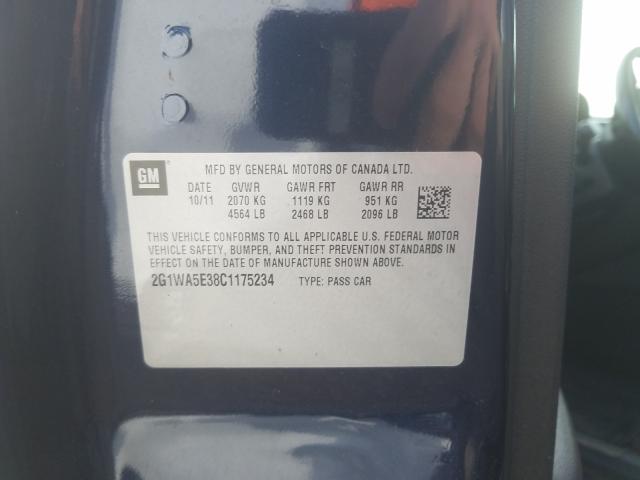 GM
MFD BY GENERAL MOTORS OF CANADA LTD.
DATE GVWR GAWR FRT GAWR RR
10/11 2070 KG 1119 KG 951 KG
4564 LB 2468 LB 2096 LB
THIS VEHICLE CONFORMS TO ALL APPLICABLE U.S. FEDERAL MOTOR
VEHICLE SAFETY, BUMPER, AND THEFT PREVENTION STANDARDS
IN EFFECT ON THE DATE OF MANUFACTURE SHOWN ABOVE.
2G1WA5E38C1175234 TYPE: PASS CAR